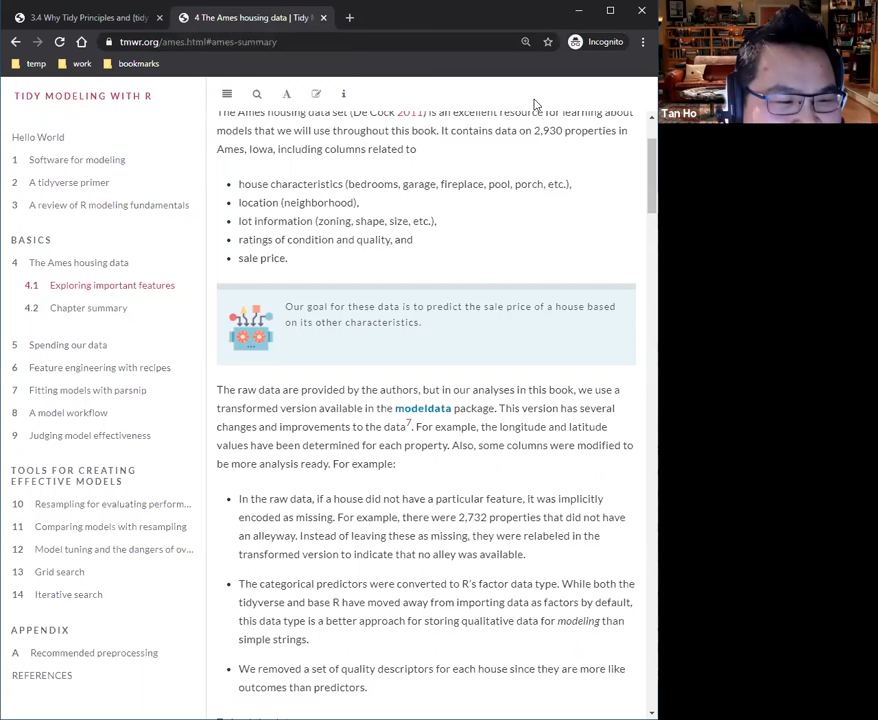 3.4 Why Tidy Principles and {tidy
4 The Ames housing data | Tidy
tmwr.org/ames.html#ames-summary
Incognito
temp
work
bookmarks
TIDY MODELING WITH R
Hello World
1 Software for modeling
2 A tidyverse primer
3 A review of R modeling fundamentals
BASICS
4 The Ames housing data
4.1 Exploring important features
4.2 Chapter summary
5 Spending our data
6 Feature engineering with recipes
7 Fitting models with parsnip
8 A model workflow
9 Judging model effectiveness
TOOLS FOR CREATING
EFFECTIVE MODELS
10 Resampling for evaluating perform...
11 Comparing models with resampling
12 Model tuning and the dangers of ov...
13 Grid search
14 Iterative search
APPENDIX
A Recommended preprocessing
REFERENCES
The Ames housing data set (De Cock 2011) is an excellent resource for learning about
models that we will use throughout this book. It contains data on 2,930 properties in
Ames, Iowa, including columns related to
• house characteristics (bedrooms, garage, fireplace, pool, porch, etc.),
• location (neighborhood),
• lot information (zoning, shape, size, etc.),
• ratings of condition and quality, and
• sale price.
Our goal for these data is to predict the sale price of a house based
on its other characteristics.
The raw data are provided by the authors, but in our analyses in this book, we use a
transformed version available in the modeldata package. This version has several
changes and improvements to the data7. For example, the longitude and latitude
values have been determined for each property. Also, some columns were modified to
be more analysis ready. For example:
• In the raw data, if a house did not have a particular feature, it was implicitly
encoded as missing. For example, there were 2,732 properties that did not have
an alleyway. Instead of leaving these as missing, they were relabeled in the
transformed version to indicate that no alley was available.
• The categorical predictors were converted to R's factor data type. While both the
tidyverse and base R have moved away from importing data as factors by default,
this data type is a better approach for storing qualitative data for modeling than
simple strings.
• We removed a set of quality descriptors for each house since they are more like
outcomes than predictors.
Tan Ho